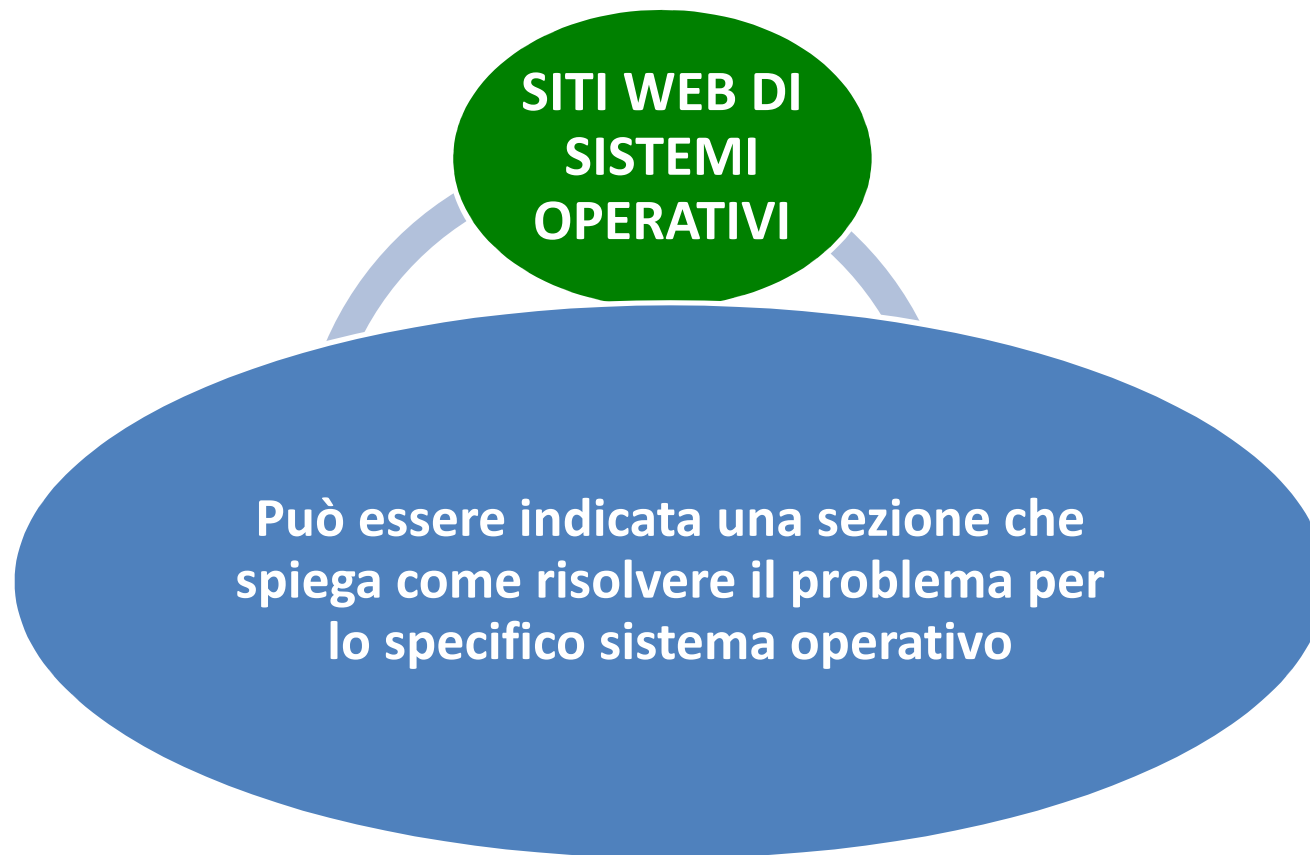 SITI WEB DI
SISTEMI
OPERATIVI
Può essere indicata una sezione che
spiega come risolvere il problema per
lo specifico sistema operativo